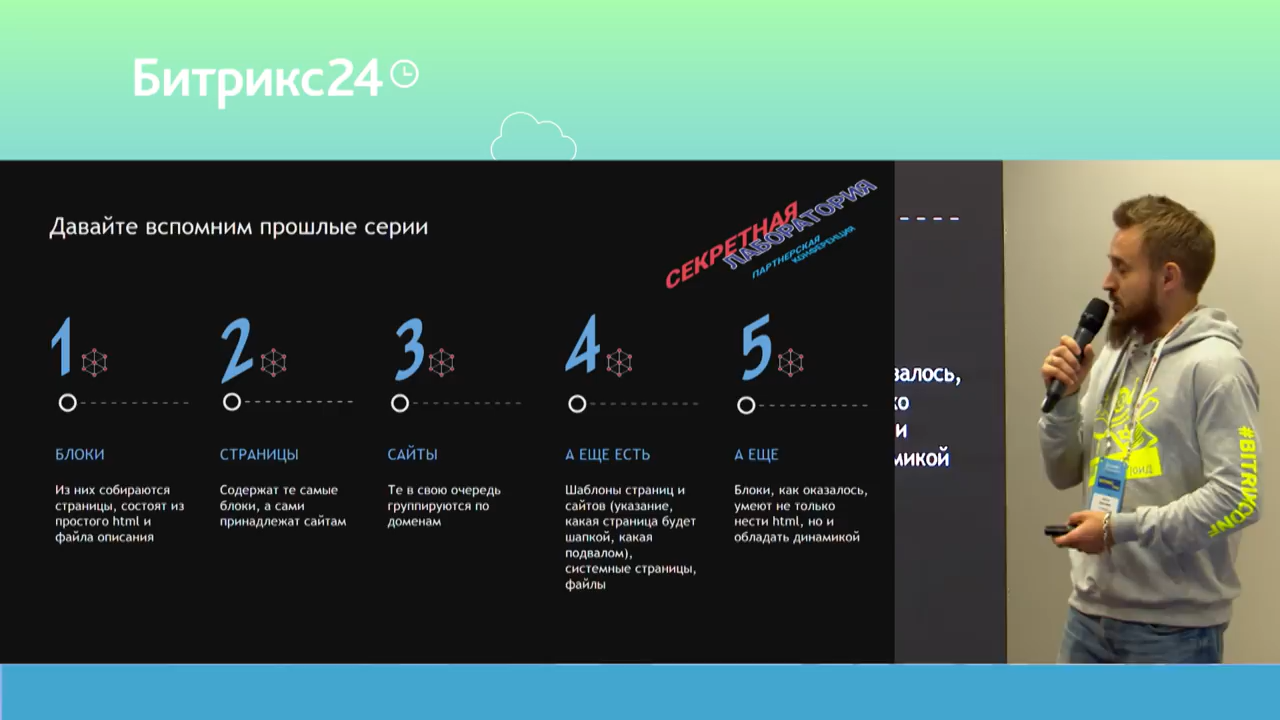 Битрикс24
Давайте вспомним прошлые серии
СЕКРЕТНАЯ
ЛАБОРАТОРИЯ
ПАРТНЕРСКАЯ
КОНФЕРЕНЦИЯ
1
2
3
4
5
БЛОКИ
Из них собираются
страницы, состоят из
простого html и
файла описания
СТРАНИЦЫ
Содержат те самые
блоки, а сами
принадлежат сайтам
САЙТЫ
Те в свою очередь
группируются по
доменам
А ЕЩЕ ЕСТЬ
Шаблоны страниц и
сайтов (указание,
какая страница будет
шапкой, какая
подвалом),
системные страницы,
файлы
А ЕЩЕ
Блоки, как оказалось,
умеют не только
нести html, но и
обладать динамикой
залось,
ко
и
микой
#BITRIXCONF